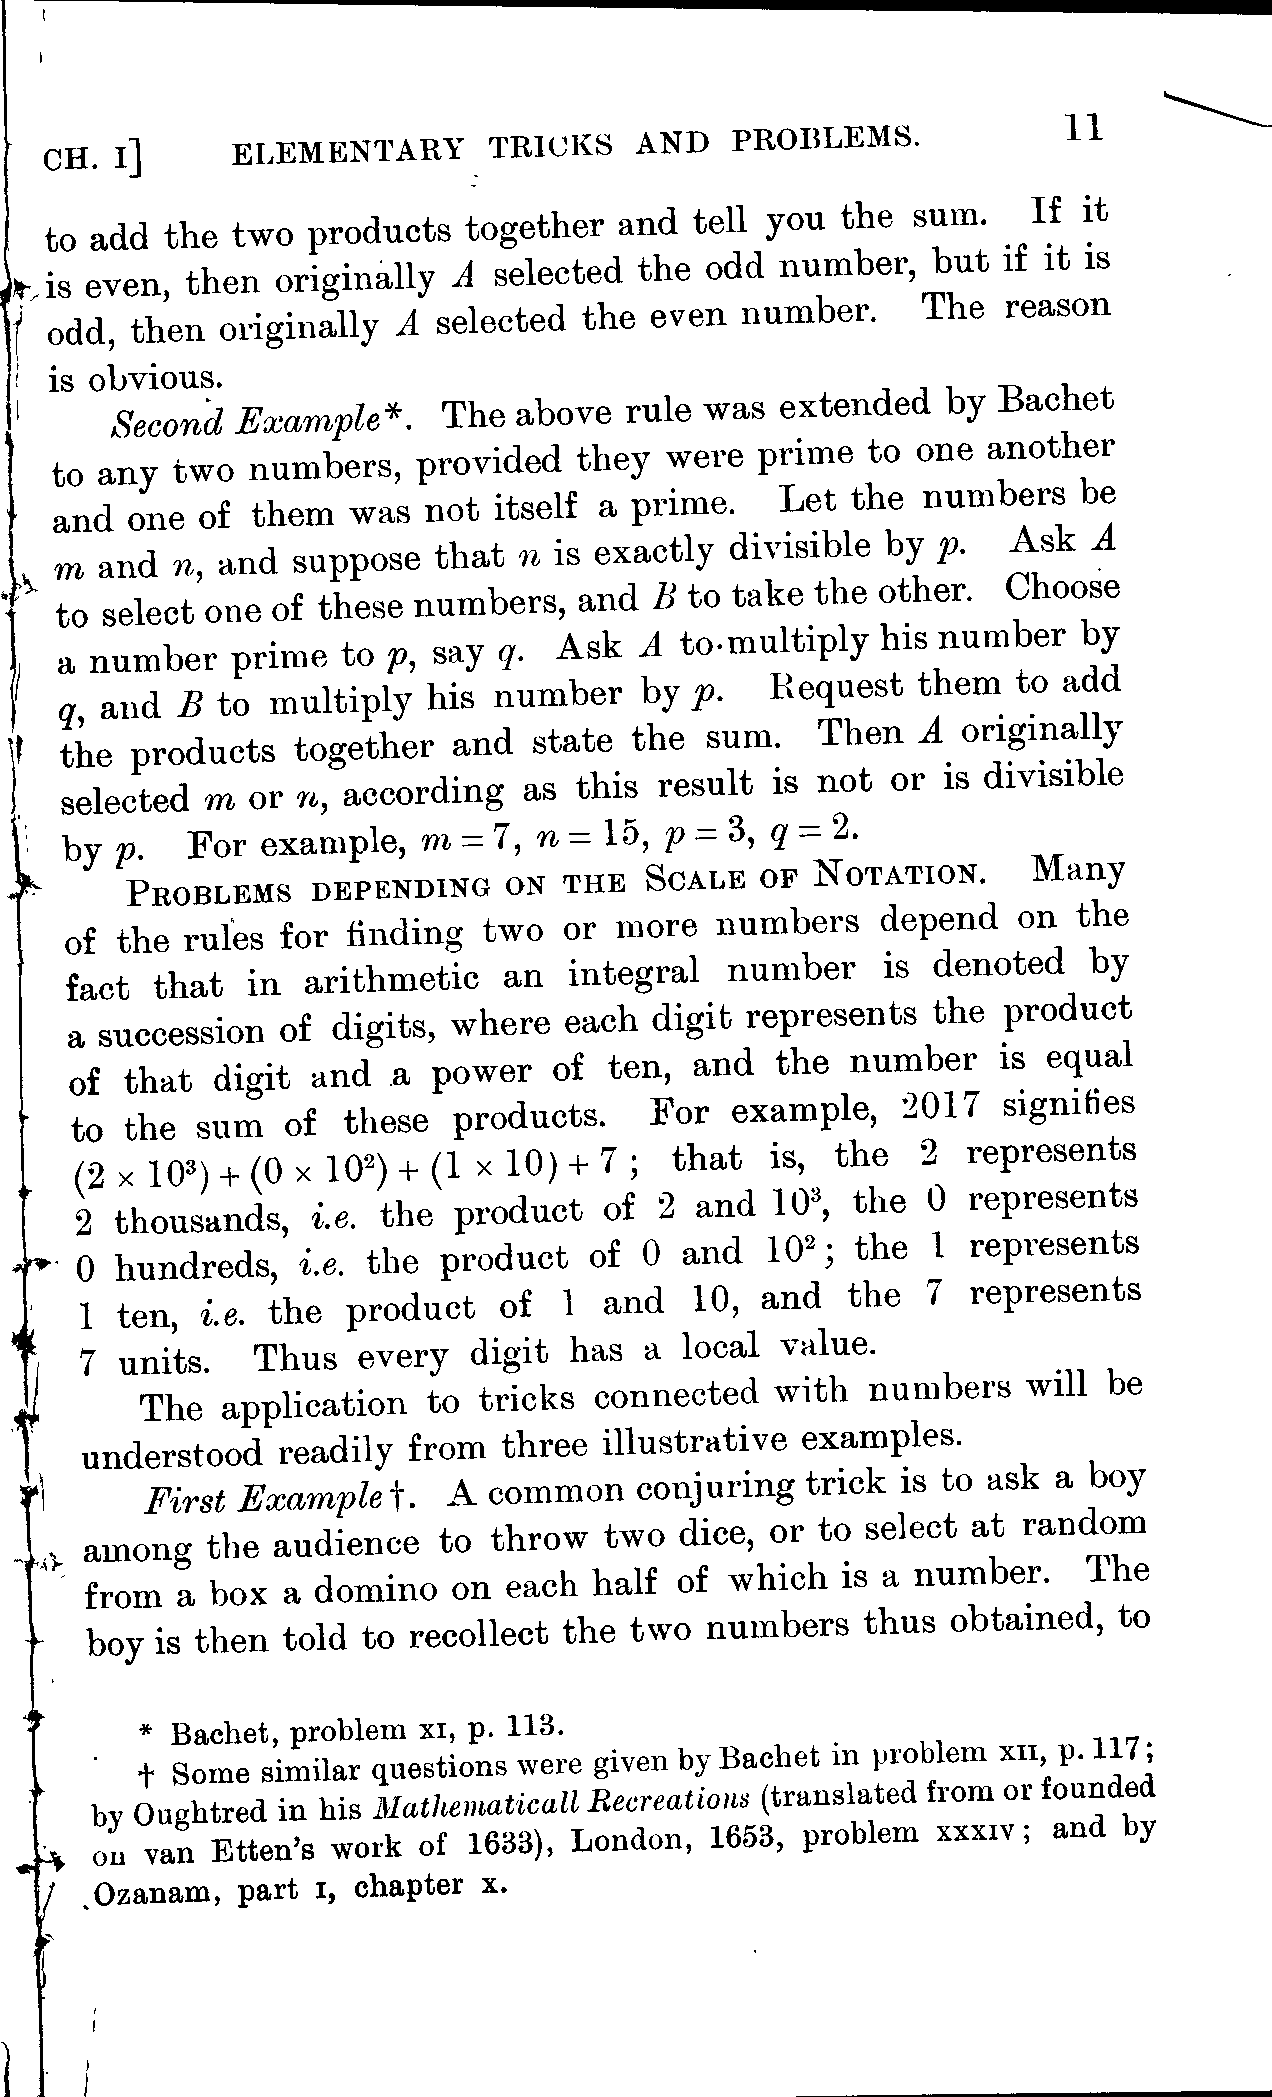 CH. I] ELEMENTARY TRICKS AND PROBLEMS. 11
to add the two products together and tell you the sum. If it
is even, then originally A selected the odd number, but if it is
odd, then originally A selected the even number. The reason
is obvious.
Second Example*. The above rule was extended by Bachet
to any two numbers, provided they were prime to one another
and one of them was not itself a prime. Let the numbers be
m and n, and suppose that n is exactly divisible by p. Ask A
to select one of these numbers, and B to take the other. Choose
a number prime to p, say q. Ask A to multiply his number by
q, and B to multiply his number by p. Request them to add
the products together and state the sum. Then A originally
selected m or n, according as this result is not or is divisible
by p. For example, m = 7, n = 15, p = 3, q = 2.
PROBLEMS DEPENDING ON THE SCALE OF NOTATION. Many
of the rules for finding two or more numbers depend on the
fact that in arithmetic an integral number is denoted by
a succession of digits, where each digit represents the product
of that digit and a power of ten, and the number is equal
to the sum of these products. For example, 2017 signifies
(2 × 10³) + (0 × 10²) + (1 × 10) + 7 ; that is, the 2 represents
2 thousands, i.e. the product of 2 and 10³, the 0 represents
0 hundreds, i.e. the product of 0 and 10² ; the 1 represents
1 ten, i.e. the product of 1 and 10, and the 7 represents
7 units. Thus every digit has a local value.
The application to tricks connected with numbers will be
understood readily from three illustrative examples.
First Example†. A common conjuring trick is to ask a boy
among the audience to throw two dice, or to select at random
from a box a domino on each half of which is a number. The
boy is then told to recollect the two numbers thus obtained, to
* Bachet, problem XI, p. 113.
† Some similar questions were given by Bachet in problem XII, p. 117;
by Oughtred in his Mathematicall Recreations (translated from or founded
on van Etten's work of 1633), London, 1653, problem XXXIV; and by
Ozanam, part I, chapter X.